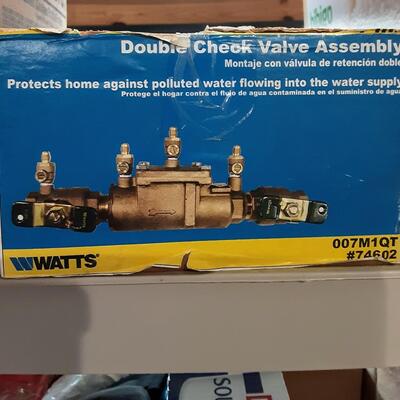 Double Check Valve Assembly
Montaje con válvula de retención doble
Protects home against polluted water flowing into the water supply
Protege el hogar contra el flujo de agua contaminada en el suministro de agua
WATTS®
007M1QT
#74602